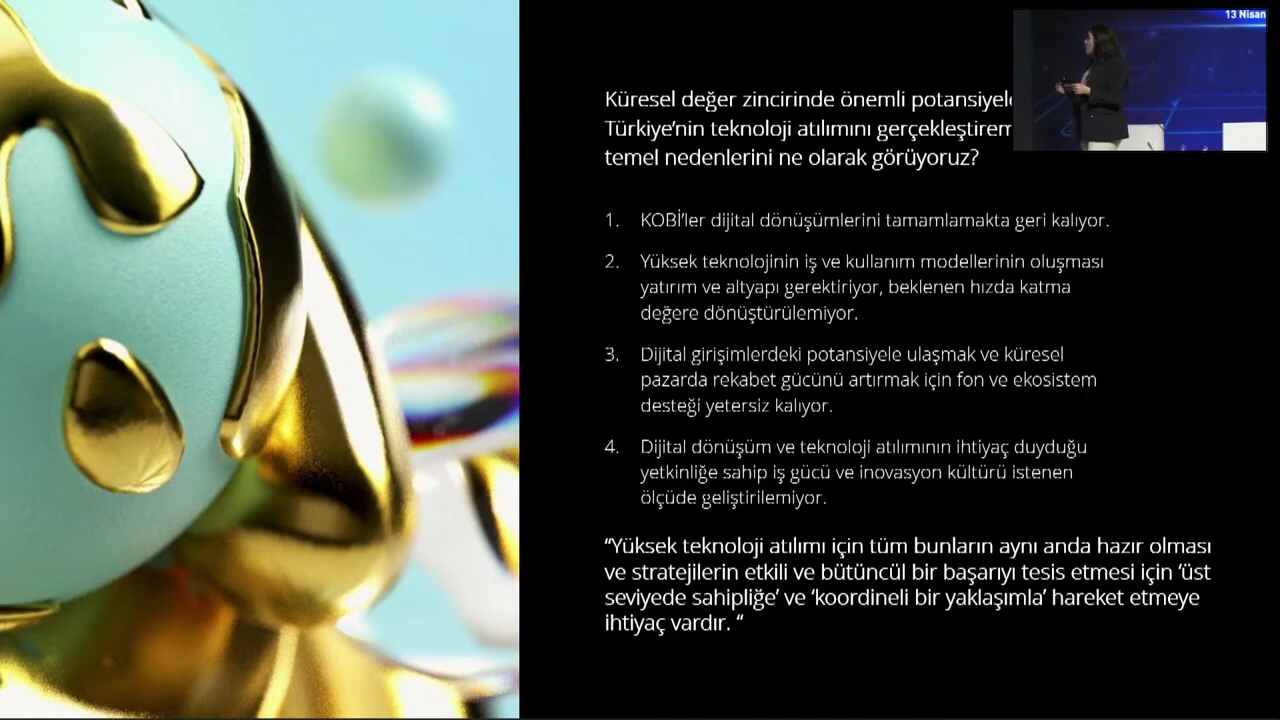 13 Nisan
Küresel değer zincirinde önemli
Türkiye'nin teknoloji atılımını
temel nedenlerini ne olarak görüyoruz?
1. KOBİ'ler dijital dönüşümlerini tamamlamakta geri kalıyor.
2. Yüksek teknolojinin iş ve kullanım modellerinin oluşması
yatırım ve altyapı gerektiriyor, beklenen hızda katma
değere dönüştürülemiyor.
3. Dijital girişimlerdeki potansiyele ulaşmak ve küresel
pazarda rekabet gücünü artırmak için fon ve ekosistem
desteği yetersiz kalıyor.
4. Dijital dönüşüm ve teknoloji atılımının ihtiyaç duyduğu
yetkinliğe sahip iş gücü ve inovasyon kültürü istenen
ölçüde geliştirilemiyor.
“Yüksek teknoloji atılımı için tüm bunların aynı anda hazır olması
ve stratejilerin etkili ve bütüncül bir başarıyı tesis etmesi için ‘üst
seviyede sahipliğe’ ve ‘koordineli bir yaklaşımla’ hareket etmeye
ihtiyaç vardır. “